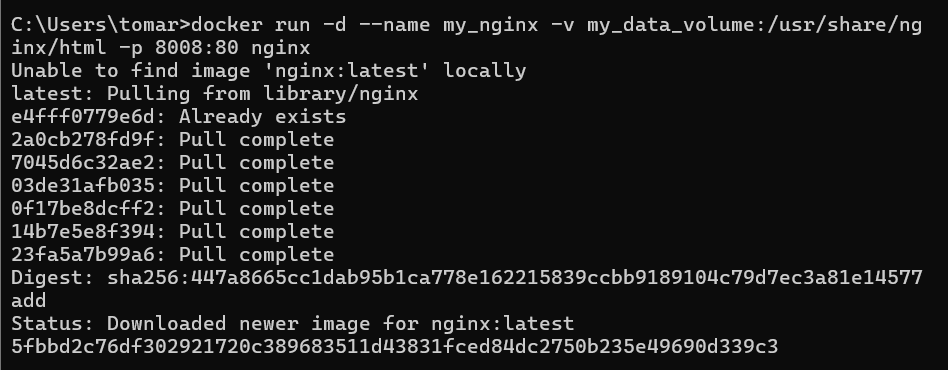 C:\Users\tomar>docker run -d --name my_nginx -v my_data_volume:/usr/share/ng
inx/html -p 8008:80 nginx
Unable to find image 'nginx:latest' locally
latest: Pulling from library/nginx
e4fff0779e6d: Already exists
2a0cb278fd9f: Pull complete
7045d6c32ae2: Pull complete
03de31afb035: Pull complete
0f17be8dcff2: Pull complete
14b7e5e8f394: Pull complete
23fa5a7b99a6: Pull complete
Digest: sha256:447a8665cc1dab95b1ca778e162215839ccbb9189104c79d7ec3a81e14577
add
Status: Downloaded newer image for nginx:latest
5fbbd2c76df302921720c389683511d43831fced84dc2750b235e49690d339c3